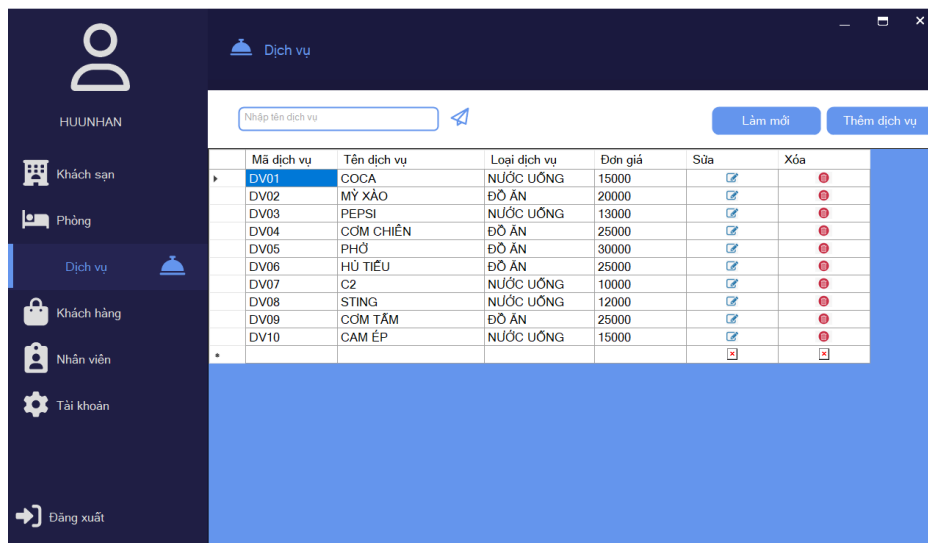 Dịch vụ
HUUNHAN
Nhập tên dịch vụ
Làm mới
Thêm dịch vụ
Khách sạn
Phòng
Dịch vụ
Khách hàng
Nhân viên
Tài khoản
Đăng xuất
Mã dịch vụ Tên dịch vụ Loại dịch vụ Đơn giá Sửa Xóa
DV01 COCA NƯỚC UỐNG 15000
DV02 MỲ XÀO ĐỒ ĂN 20000
DV03 PEPSI NƯỚC UỐNG 13000
DV04 CƠM CHIÊN ĐỒ ĂN 25000
DV05 PHỞ ĐỒ ĂN 30000
DV06 HỦ TIẾU ĐỒ ĂN 25000
DV07 C2 NƯỚC UỐNG 10000
DV08 STING NƯỚC UỐNG 12000
DV09 CƠM TẤM ĐỒ ĂN 25000
DV10 CAM ÉP NƯỚC UỐNG 15000